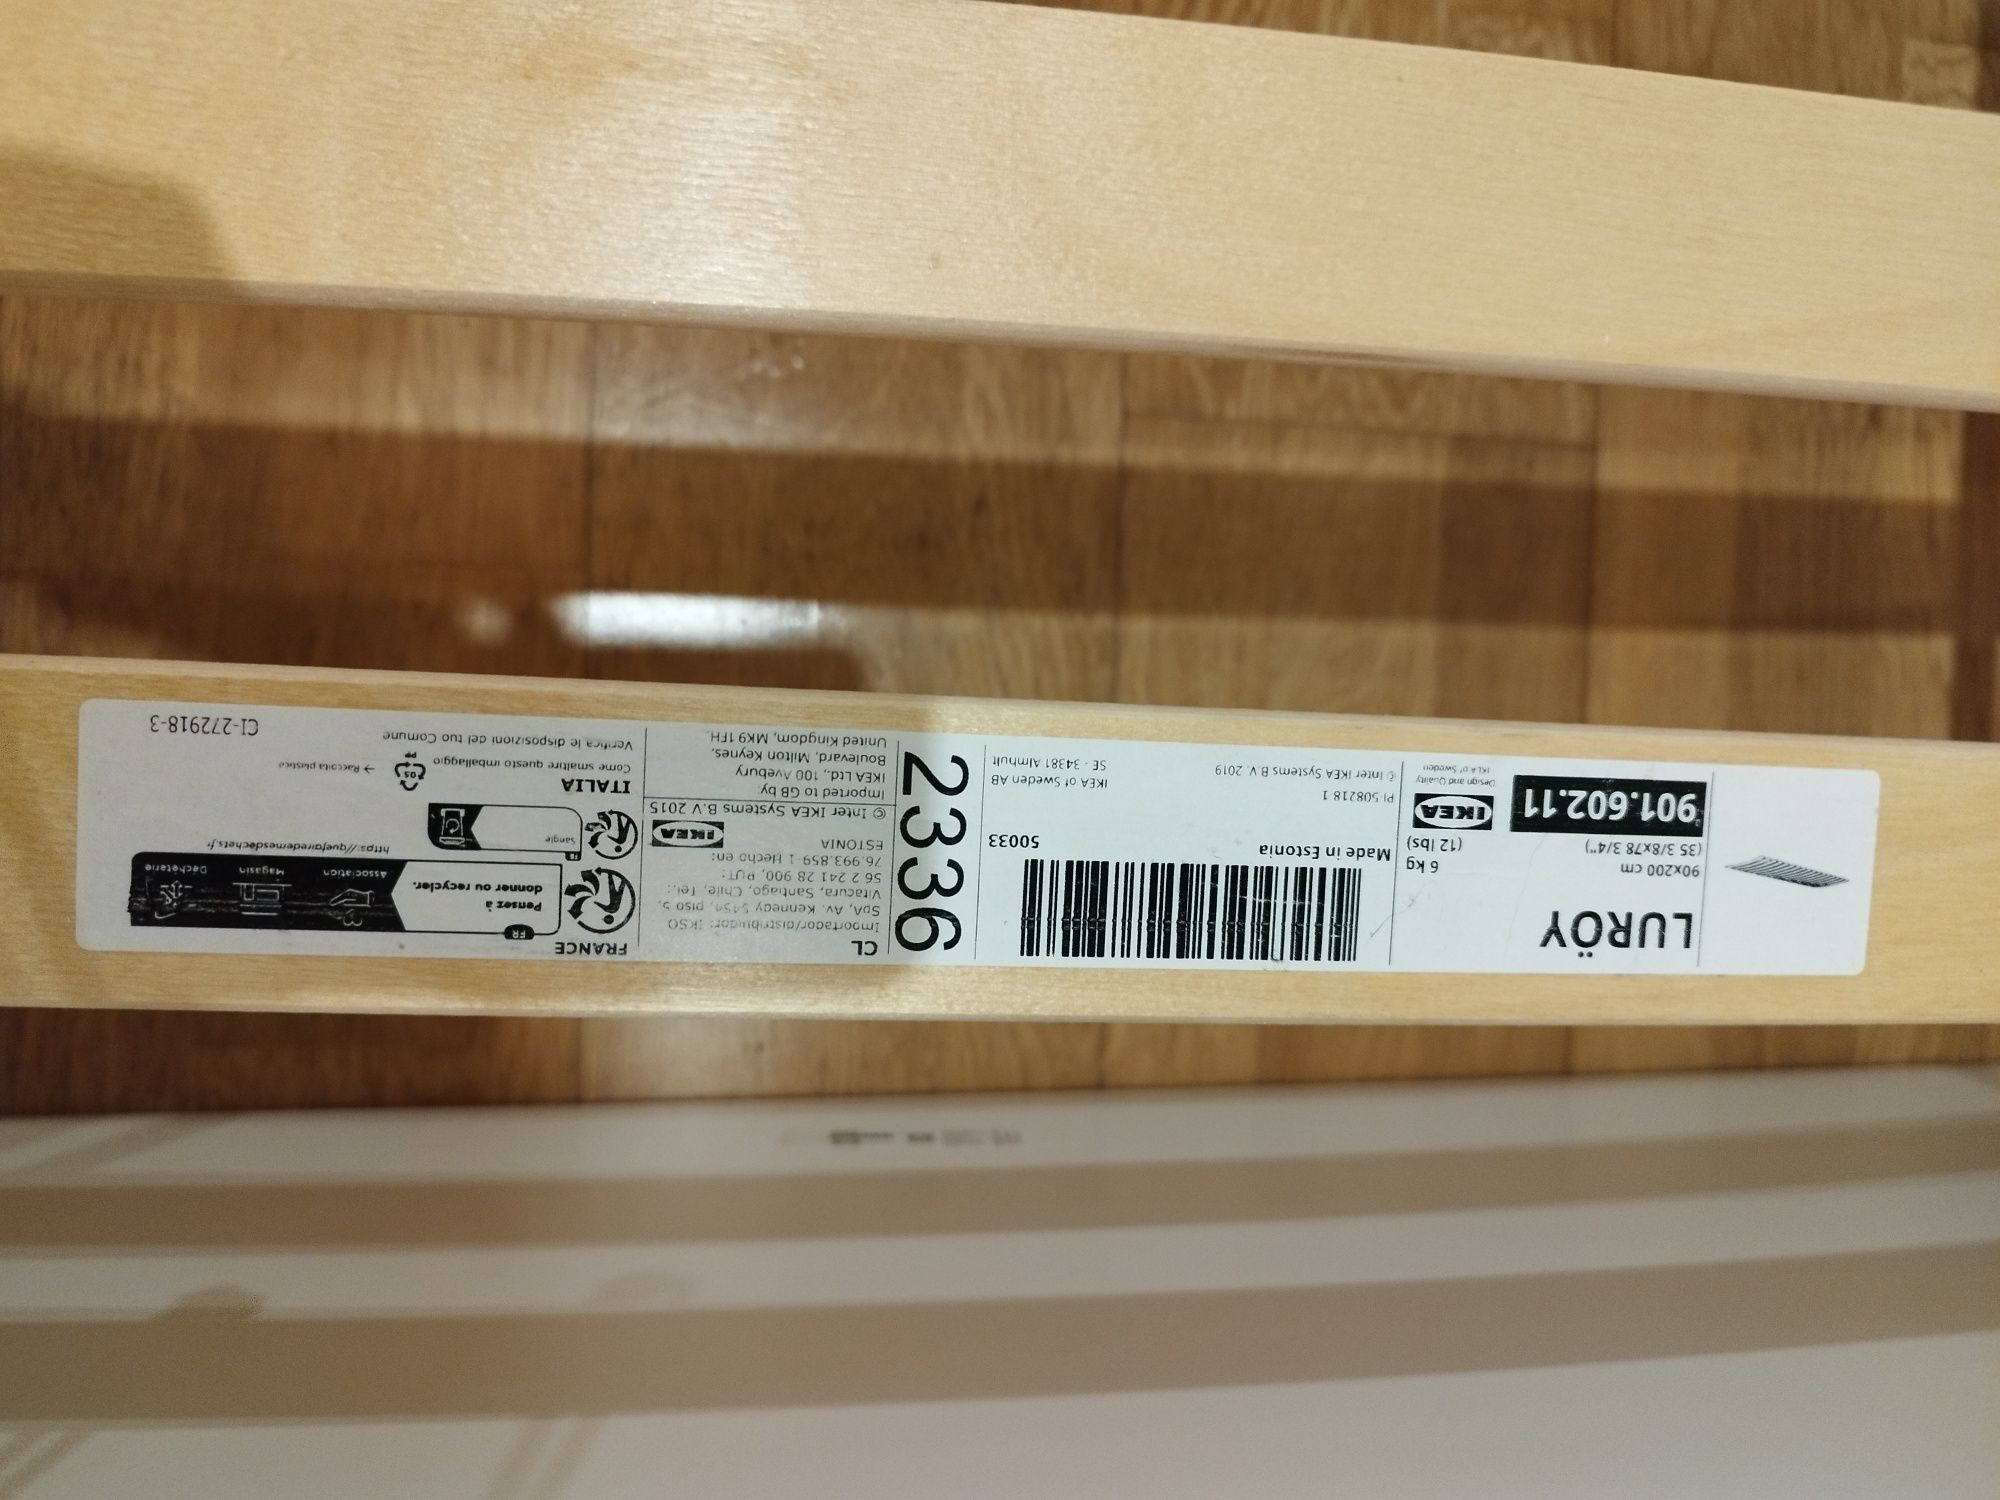 LURÖY
90x200 cm
(35 3/8x78 3/4")
901.602.11
6 kg
(12 lbs)
IKEA
Design and Quality
IKEA of Sweden
Made in Estonia
50033
PI-508218-1
© Inter IKEA Systems B.V. 2019
IKEA of Sweden AB
SE - 34381 Älmhult
2336
CL
Importador/distribuidor: IKSO
SpA, Av. Kennedy 5454, piso 5,
Vitacura, Santiago, Chile, Tel.:
56 2 241 28 900, RUT:
76.993.859-1 Hecho en:
ESTONIA
IKEA
© Inter IKEA Systems B.V 2015
Imported to GB by:
IKEA Ltd., 100 Avebury
Boulevard, Milton Keynes,
United Kingdom, MK9 1FH.
FRANCE
FR
Pensez à
donner ou recycler.
Association
Magasin
Déchèterie
https://quefairedemesdechets.fr
FR
Sangle
ITALIA
Come smaltire questo imballaggio
05
PP
→ Raccolta plastica
Verifica le disposizioni del tuo Comune
CI-272918-3